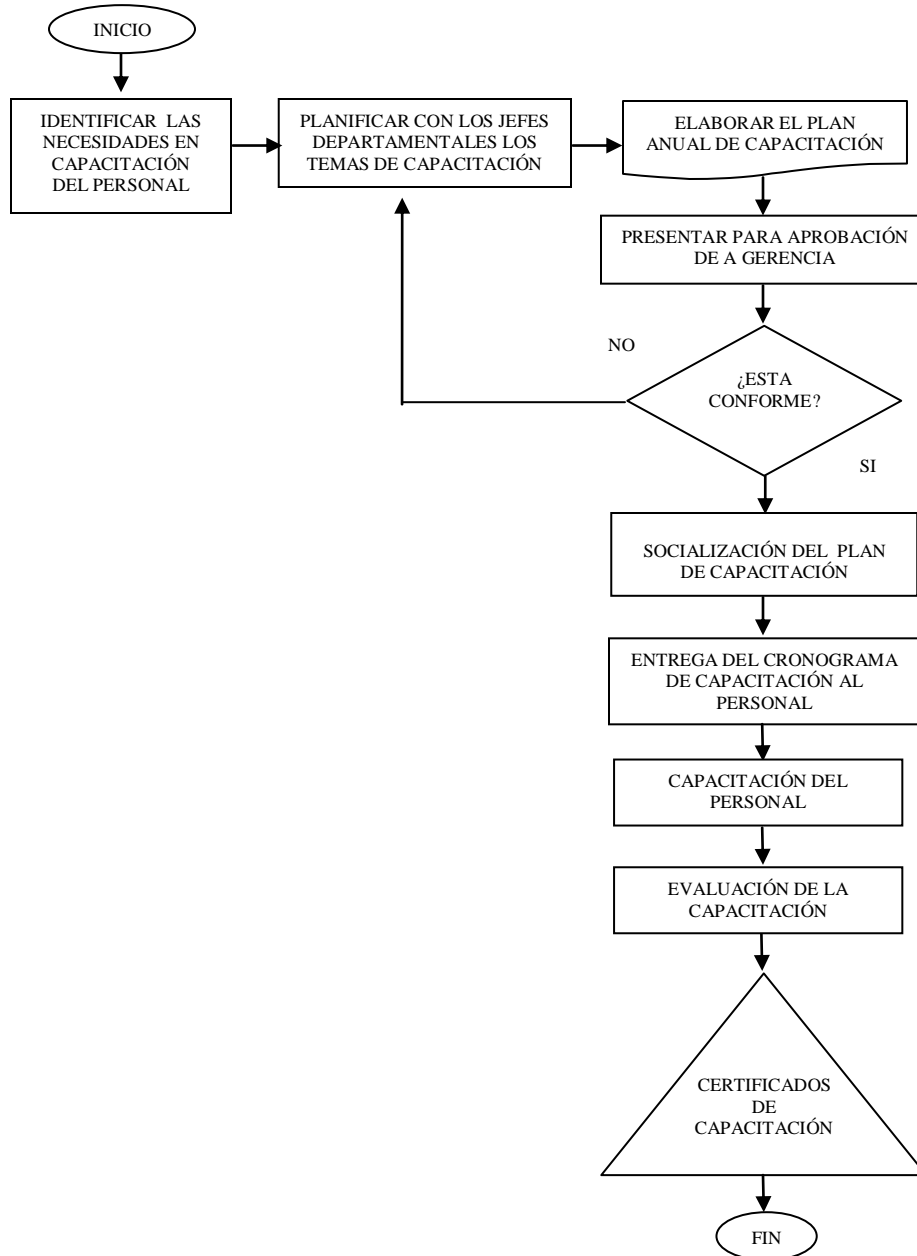 INICIO
IDENTIFICAR LAS
NECESIDADES EN
CAPACITACIÓN
DEL PERSONAL
PLANIFICAR CON LOS JEFES
DEPARTAMENTALES LOS
TEMAS DE CAPACITACIÓN
ELABORAR EL PLAN
ANUAL DE CAPACITACIÓN
PRESENTAR PARA APROBACIÓN
DE A GERENCIA
NO
¿ESTA
CONFORME?
SI
SOCIALIZACIÓN DEL PLAN
DE CAPACITACIÓN
ENTREGA DEL CRONOGRAMA
DE CAPACITACIÓN AL
PERSONAL
CAPACITACIÓN DEL
PERSONAL
EVALUACIÓN DE LA
CAPACITACIÓN
CERTIFICADOS
DE
CAPACITACIÓN
FIN